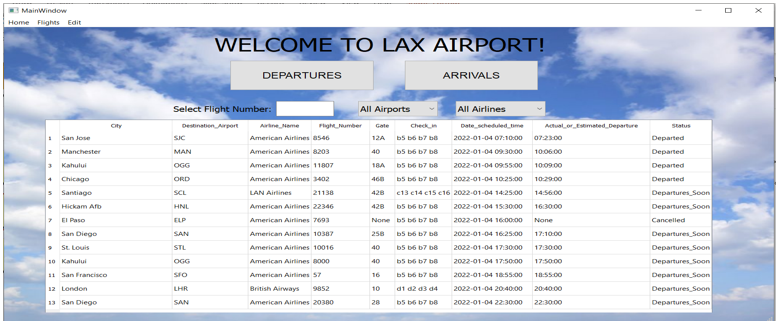 MainWindow
Home Flights Edit
WELCOME TO LAX AIRPORT!
DEPARTURES ARRIVALS
Select Flight Number: All Airports All Airlines
City Destination_Airport Airline_Name Flight_Number Gate Check_in Date_scheduled_time Actual_or_Estimated_Departure Status
1 San Jose SJC American Airlines 8546 12A b5 b6 b7 b8 2022-01-04 07:10:00 07:23:00 Departed
2 Manchester MAN American Airlines 8203 40 b5 b6 b7 b8 2022-01-04 09:30:00 10:06:00 Departed
3 Kahului OGG American Airlines 11807 18A b5 b6 b7 b8 2022-01-04 09:55:00 10:09:00 Departed
4 Chicago ORD American Airlines 3402 46B b5 b6 b7 b8 2022-01-04 10:25:00 10:29:00 Departed
5 Santiago SCL LAN Airlines 21138 42B c13 c14 c15 c16 2022-01-04 14:25:00 14:56:00 Departures_Soon
6 Hickam Afb HNL American Airlines 22346 42B b5 b6 b7 b8 2022-01-04 15:30:00 16:30:00 Departures_Soon
7 El Paso ELP American Airlines 7693 None b5 b6 b7 b8 2022-01-04 16:00:00 None Cancelled
8 San Diego SAN American Airlines 10387 25B b5 b6 b7 b8 2022-01-04 16:25:00 17:10:00 Departures_Soon
9 St. Louis STL American Airlines 10016 40 b5 b6 b7 b8 2022-01-04 17:30:00 17:30:00 Departures_Soon
10 Kahului OGG American Airlines 8000 40 b5 b6 b7 b8 2022-01-04 17:50:00 17:50:00 Departures_Soon
11 San Francisco SFO American Airlines 57 16 b5 b6 b7 b8 2022-01-04 18:55:00 18:55:00 Departures_Soon
12 London LHR British Airways 9852 10 d1 d2 d3 d4 2022-01-04 20:40:00 20:40:00 Departures_Soon
13 San Diego SAN American Airlines 20380 28 b5 b6 b7 b8 2022-01-04 22:30:00 22:30:00 Departures_Soon